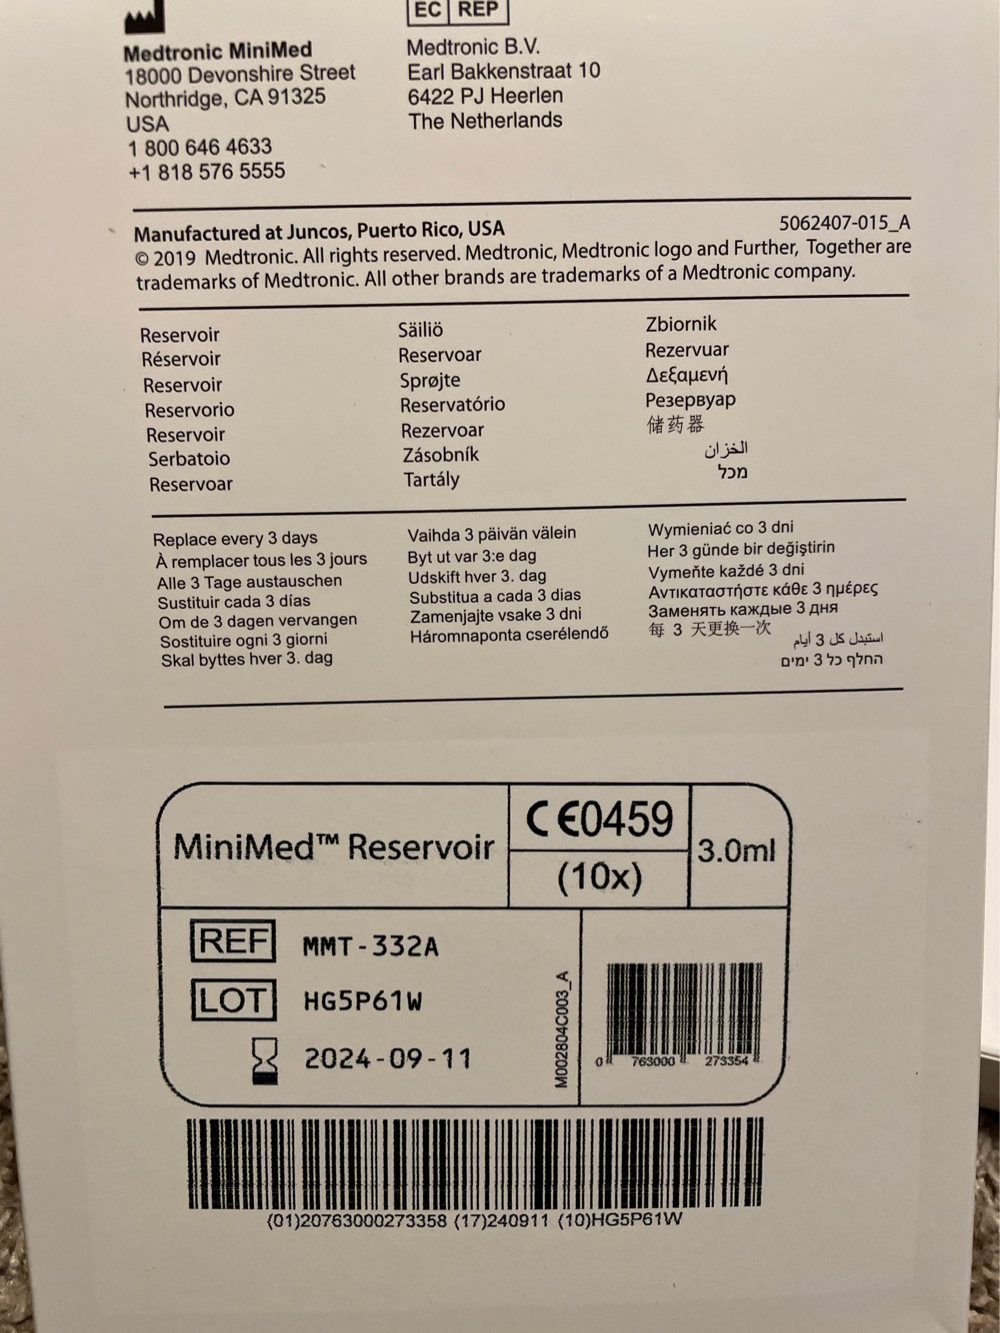 EC REP
Medtronic MiniMed
18000 Devonshire Street
Northridge, CA 91325
USA
1 800 646 4633
+1 818 576 5555
Medtronic B.V.
Earl Bakkenstraat 10
6422 PJ Heerlen
The Netherlands
Manufactured at Juncos, Puerto Rico, USA
5062407-015_A
© 2019 Medtronic. All rights reserved. Medtronic, Medtronic logo and Further, Together are
trademarks of Medtronic. All other brands are trademarks of a Medtronic company.
Reservoir
Réservoir
Reservoir
Reservorio
Reservoir
Serbatoio
Reservoar
Säiliö
Reservoar
Sprøjte
Reservatório
Rezervoar
Zásobník
Tartály
Zbiornik
Rezervuar
Δεξαμενή
Резервуар
储药器
الخزان
מכל
Replace every 3 days
À remplacer tous les 3 jours
Alle 3 Tage austauschen
Sustituir cada 3 días
Om de 3 dagen vervangen
Sostituire ogni 3 giorni
Skal byttes hver 3. dag
Vaihda 3 päivän välein
Byt ut var 3:e dag
Udskift hver 3. dag
Substitua a cada 3 dias
Zamenjajte vsake 3 dni
Háromnaponta cserélendő
Wymieniać co 3 dni
Her 3 günde bir değiştirin
Vymeňte každé 3 dni
Αντικαταστήστε κάθε 3 ημέρες
Заменять каждые 3 дня
每 3 天更换一次
استبدل كل 3 أيام
החלף כל 3 ימים
MiniMed™ Reservoir
CE0459
(10x)
3.0ml
REF MMT-332A
LOT HG5P61W
2024-09-11
M002804C003_A
0 763000 273354
(01)20763000273358 (17)240911 (10)HG5P61W